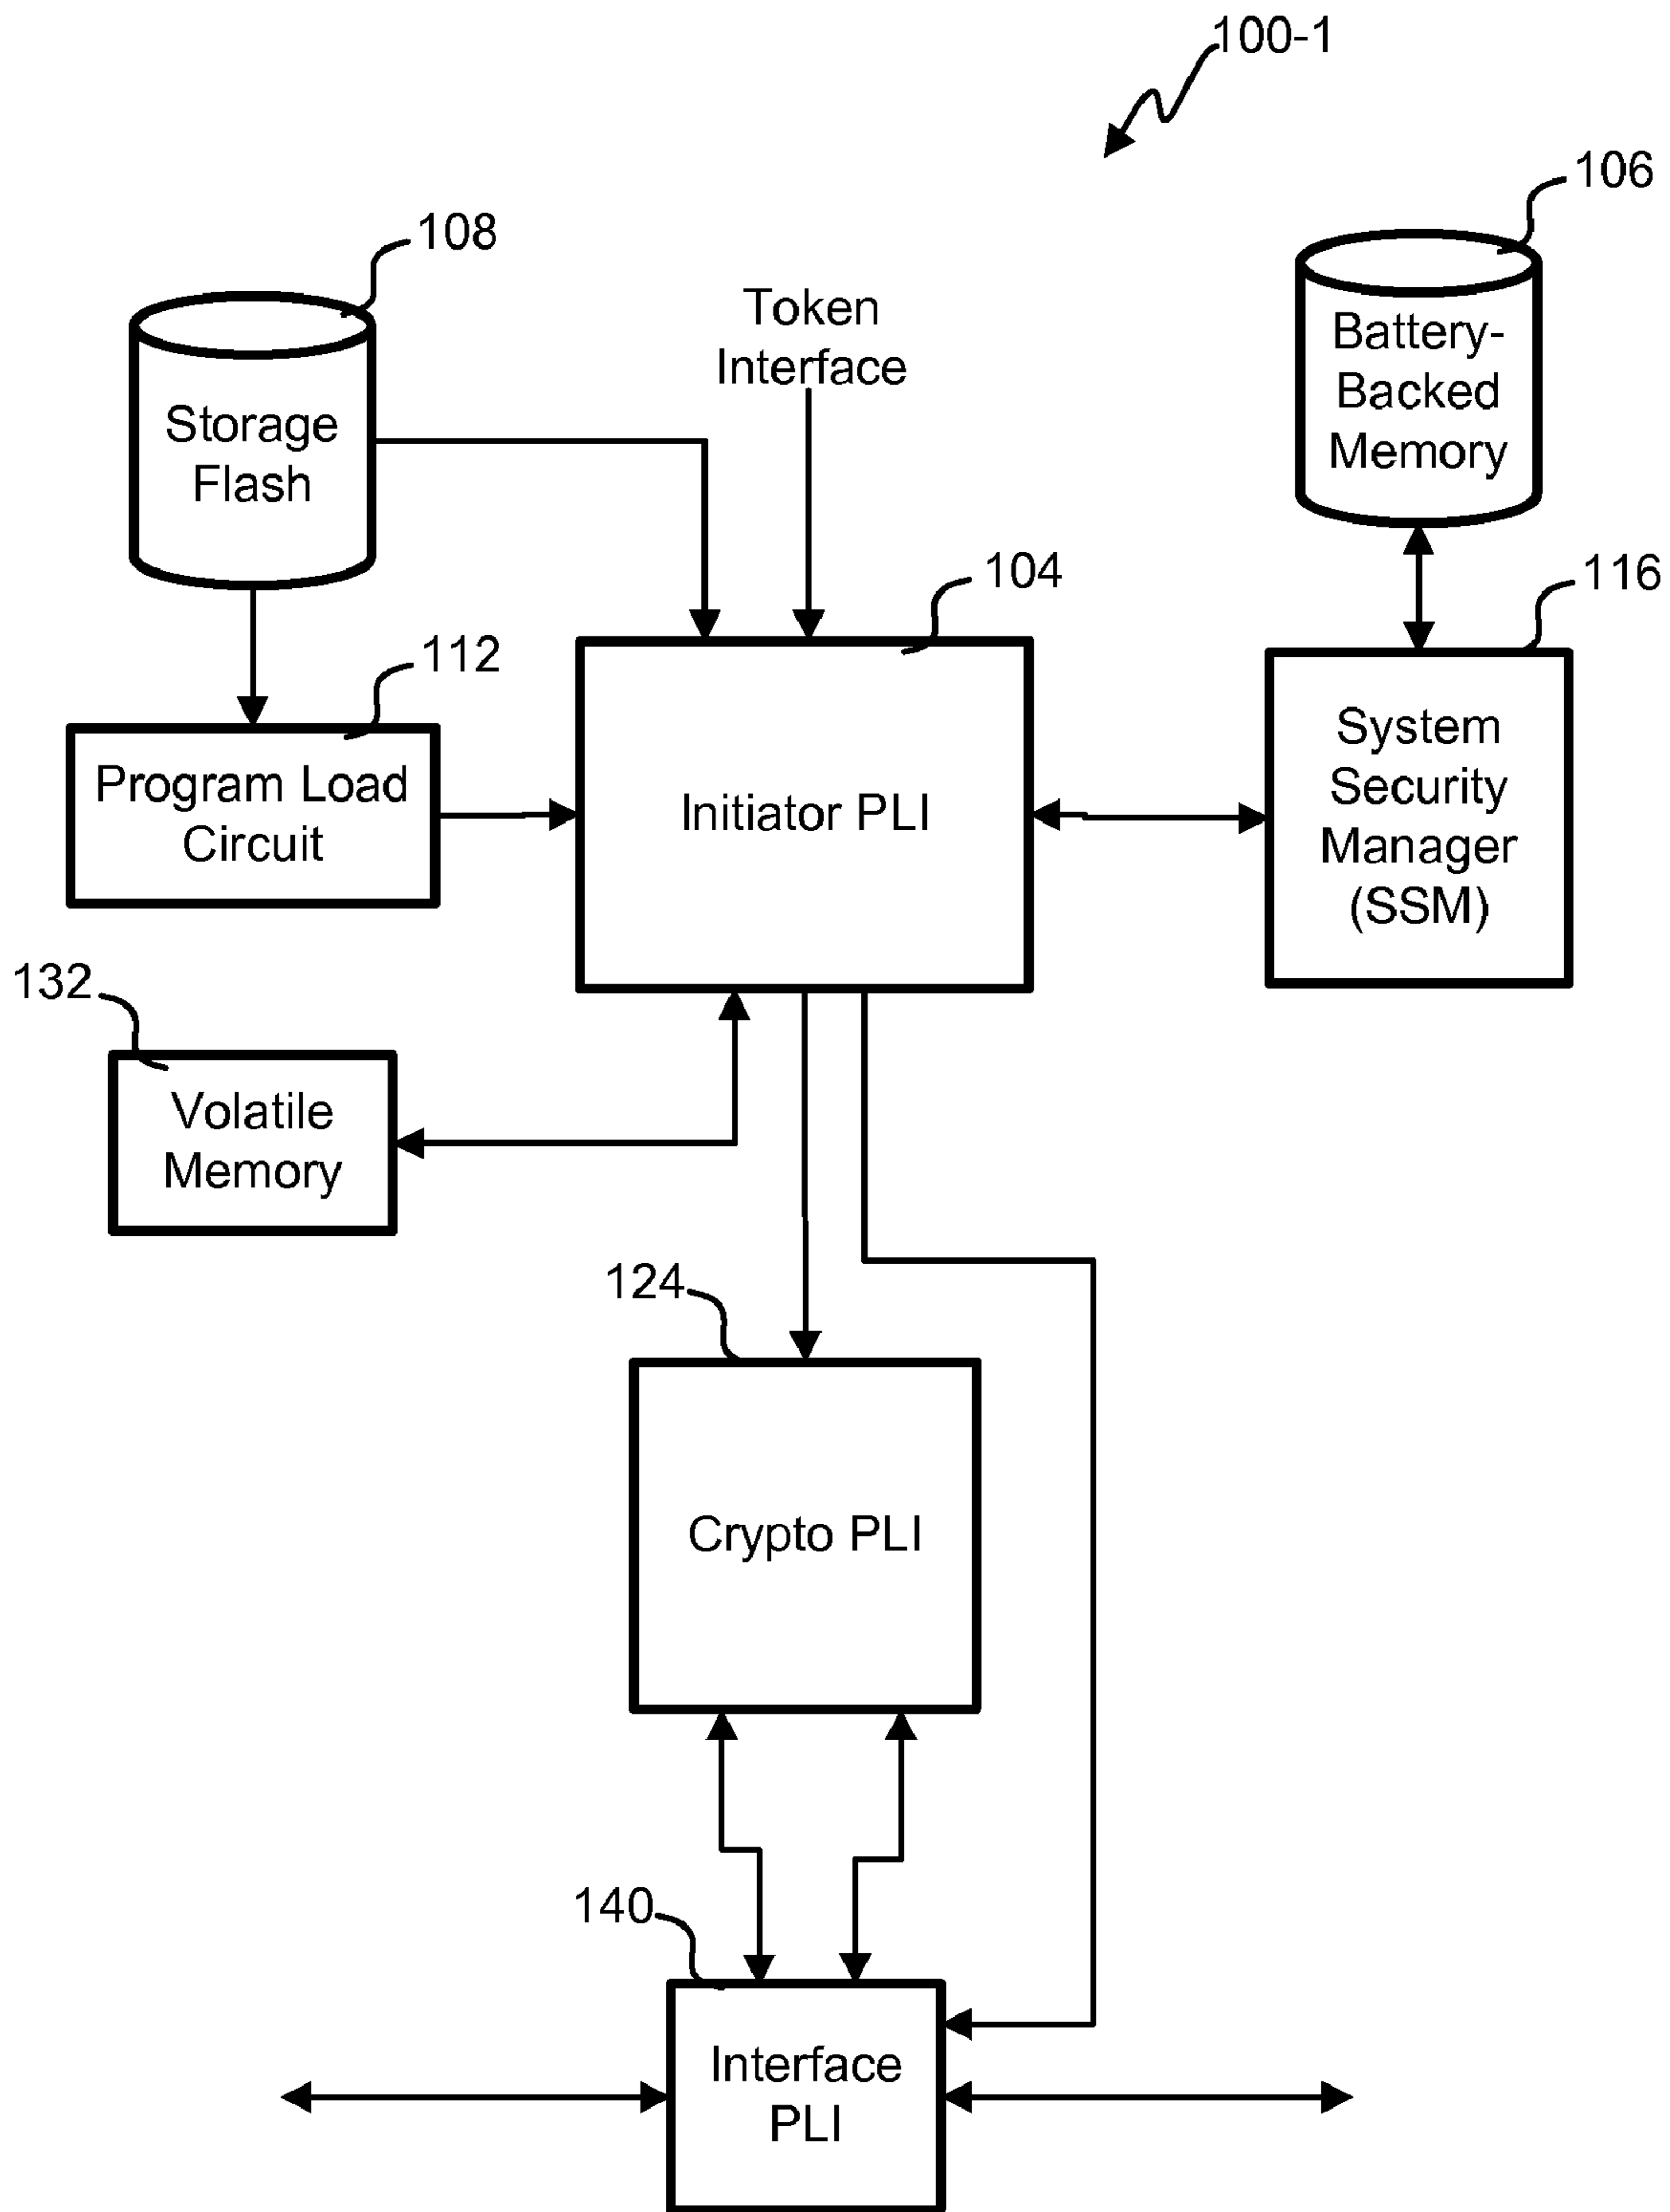 100-1
106
108
Token
Interface
Battery-
Backed
Memory
Storage
Flash
104
116
112
System
Security
Manager
(SSM)
Program Load
Circuit
Initiator PLI
132
Volatile
Memory
124
Crypto PLI
140
Interface
PLI